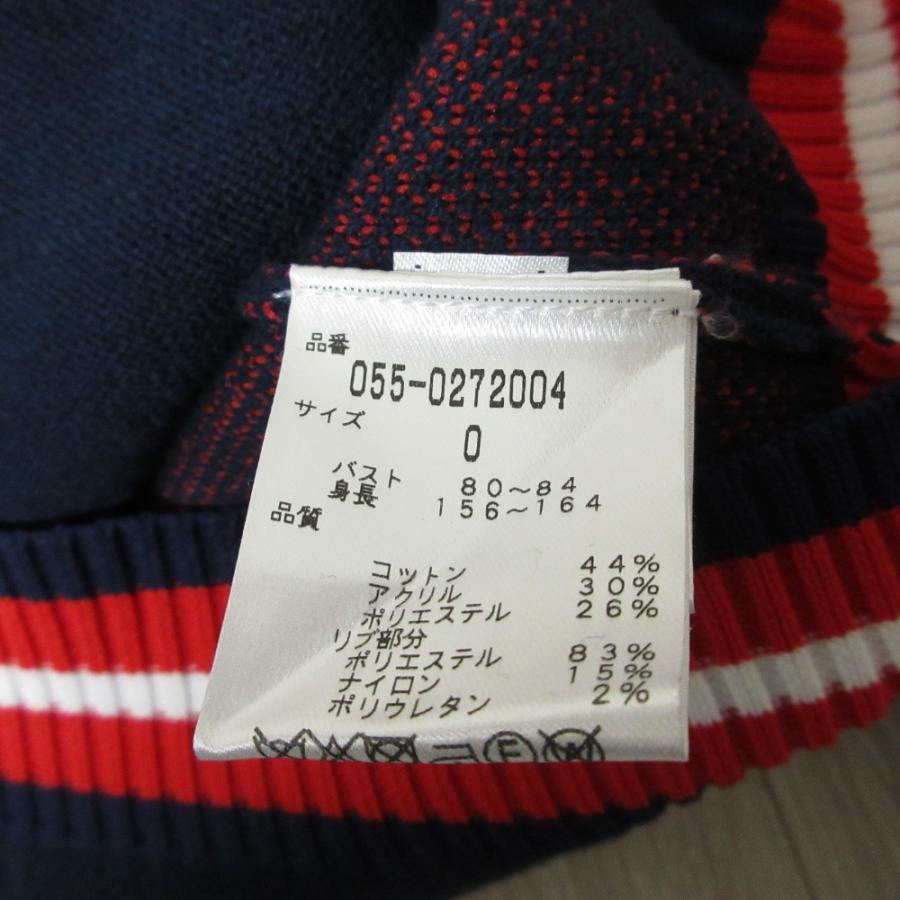 品番
055-0272004
サイズ
0
バスト 80～84
身長 156～164
品質
コットン 44%
アクリル 30%
ポリエステル 26%
リブ部分
ポリエステル 83%
ナイロン 15%
ポリウレタン 2%
F W